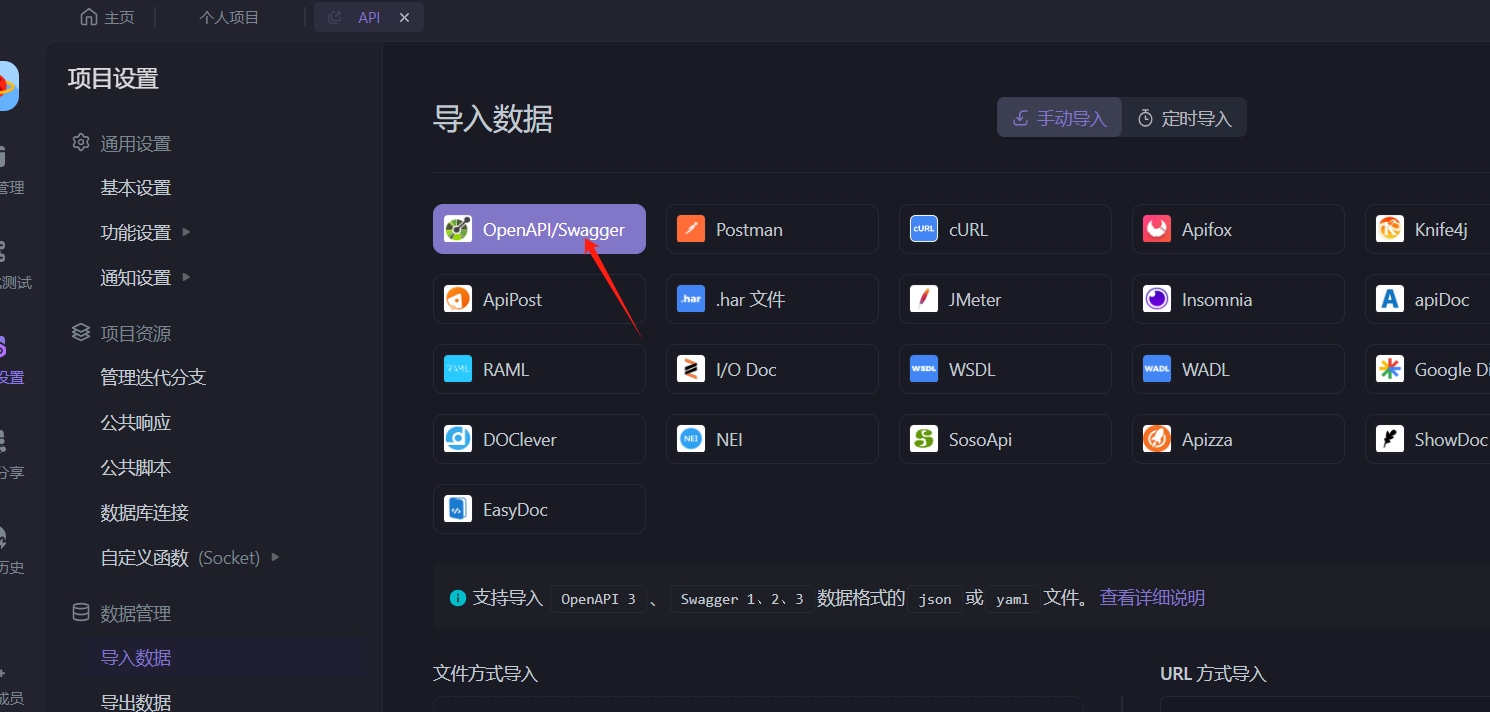 主页
个人项目
API
项目设置
通用设置
基本设置
功能设置
通知设置
项目资源
管理迭代分支
公共响应
公共脚本
数据库连接
自定义函数 (Socket)
数据管理
导入数据
导出数据
管理
测试
设置
分享
历史
成员
导入数据
手动导入
定时导入
OpenAPI/Swagger
Postman
cURL
cURL
Apifox
Knife4j
ApiPost
.har
.har 文件
JMeter
Insomnia
apiDoc
RAML
RAML
I/O Doc
WSDL
WSDL
WADL
WADL
Google Di
DOClever
NEI
NEI
SosoApi
Apizza
ShowDoc
EasyDoc
支持导入 OpenAPI 3 、 Swagger 1、2、3 数据格式的 json 或 yaml 文件。 查看详细说明
文件方式导入
URL 方式导入